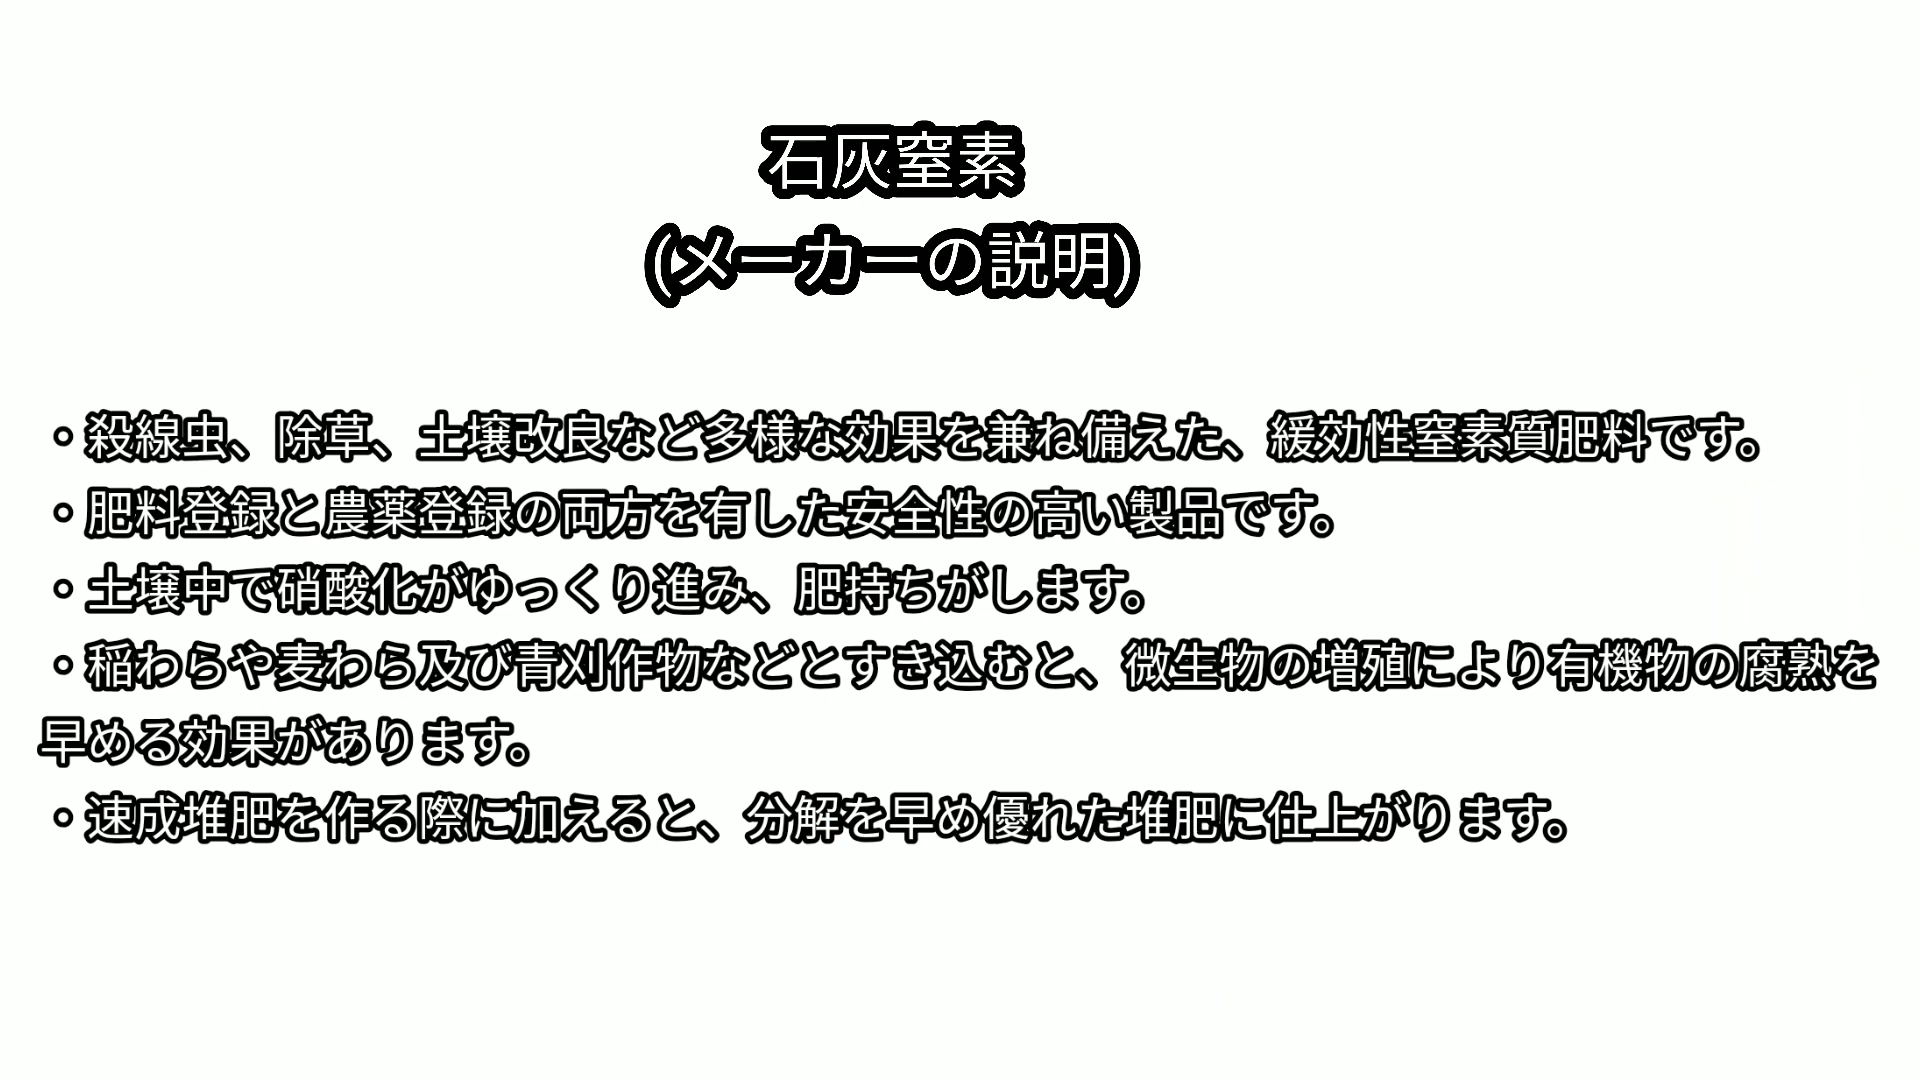 石灰窒素
(メーカーの説明)
・殺線虫、除草、土壌改良など多様な効果を兼ね備えた、緩効性窒素質肥料です。
・肥料登録と農薬登録の両方を有した安全性の高い製品です。
・土壌中で硝酸化がゆっくり進み、肥持ちがします。
・稲わらや麦わら及び青刈作物などとすき込むと、微生物の増殖により有機物の腐熟を
早める効果があります。
・速成堆肥を作る際に加えると、分解を早め優れた堆肥に仕上がります。